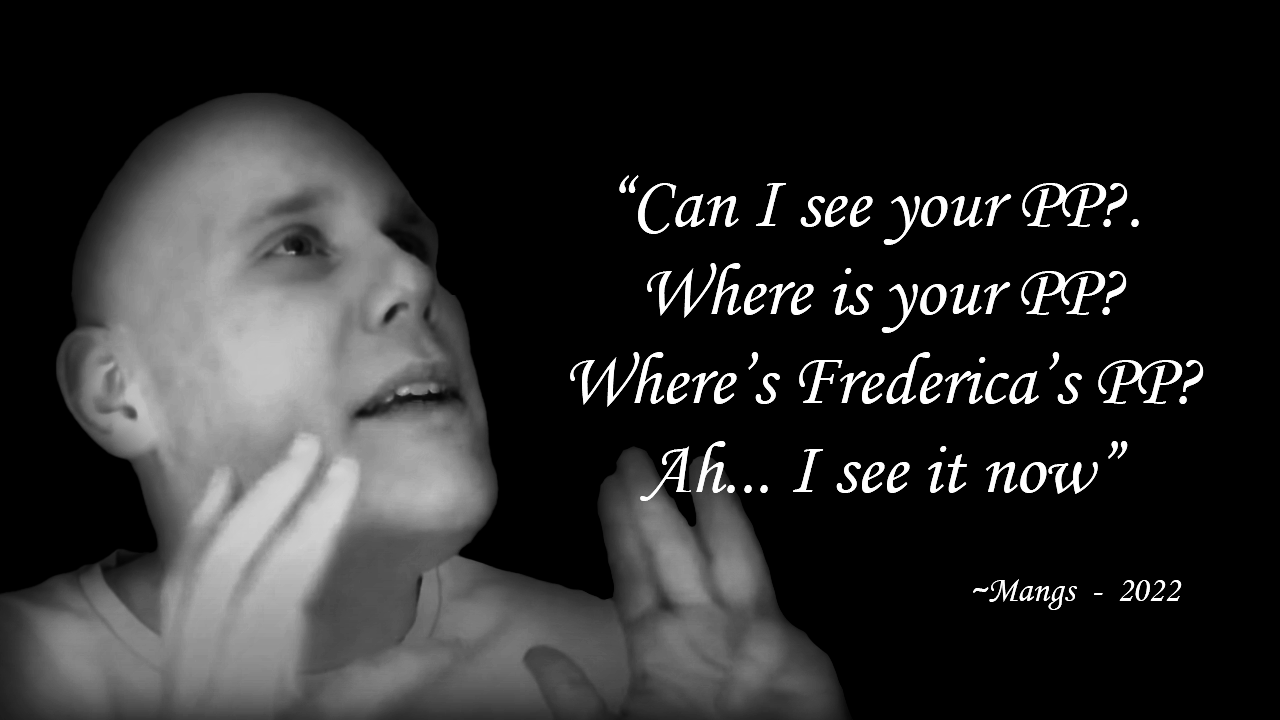 “Can I see your PP?.
Where is your PP?
Where’s Frederica’s PP?
Ah... I see it now”
~Mangs - 2022